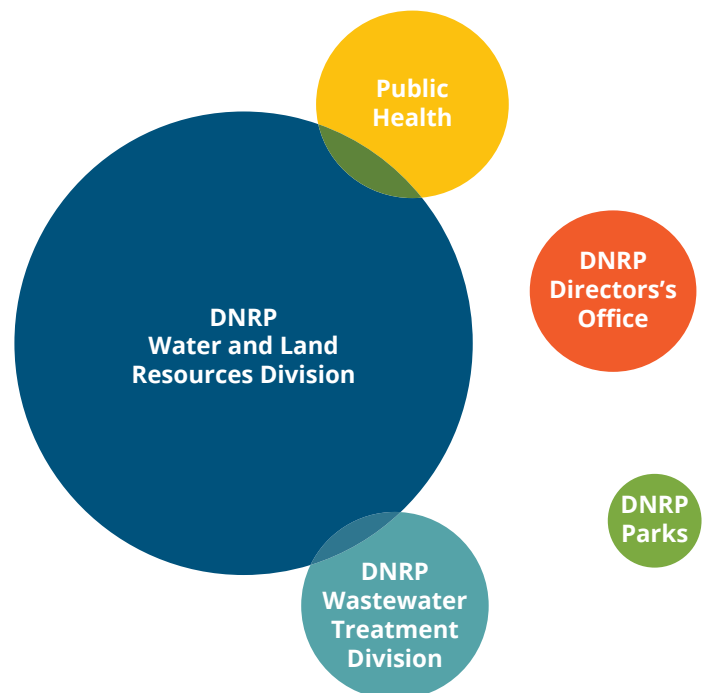 Public
Health
DNRP
Directors's
Office
DNRP
Water and Land
Resources Division
DNRP
Parks
DNRP
Wastewater
Treatment
Division